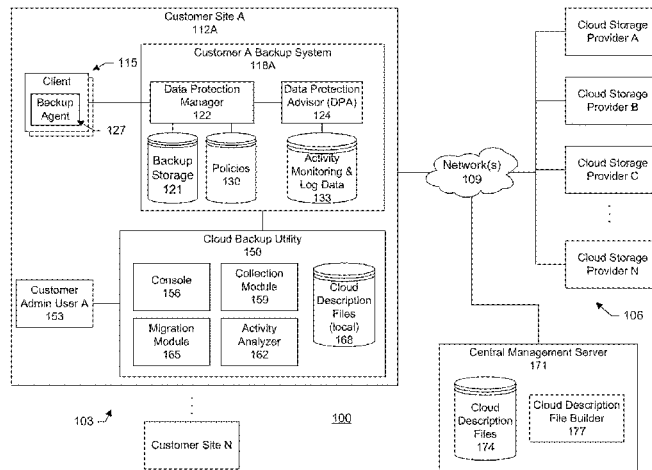 Customer Site A
112A
Customer A Backup System
118A
115
Client
Backup
Agent
127
Data Protection
Manager
122
Data Protection
Advisor (DPA)
124
Backup
Storage
121
Policies
130
Activity
Monitoring &
Log Data
133
Cloud Backup Utility
150
Console
156
Collection
Module
159
Migration
Module
165
Activity
Analyzer
162
Cloud
Description
Files
(local)
168
Customer
Admin User A
153
103
Customer Site N
100
Network(s)
109
Cloud Storage
Provider A
Cloud Storage
Provider B
Cloud Storage
Provider C
Cloud Storage
Provider N
106
Central Management Server
171
Cloud
Description
Files
174
Cloud Description
File Builder
177